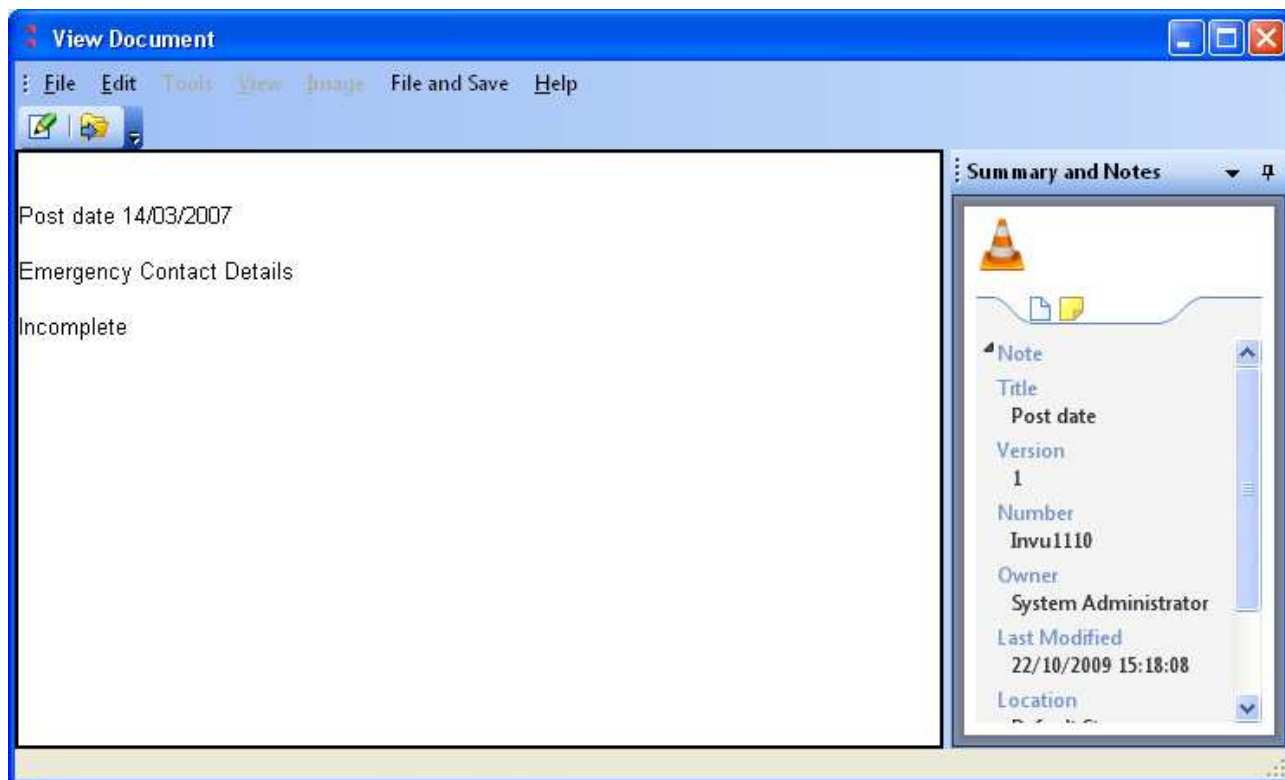 View Document
File Edit Tools View Image File and Save Help
Post date 14/03/2007
Emergency Contact Details
Incomplete
Summary and Notes
Note
Title
Post date
Version
1
Number
Invu1110
Owner
System Administrator
Last Modified
22/10/2009 15:18:08
Location